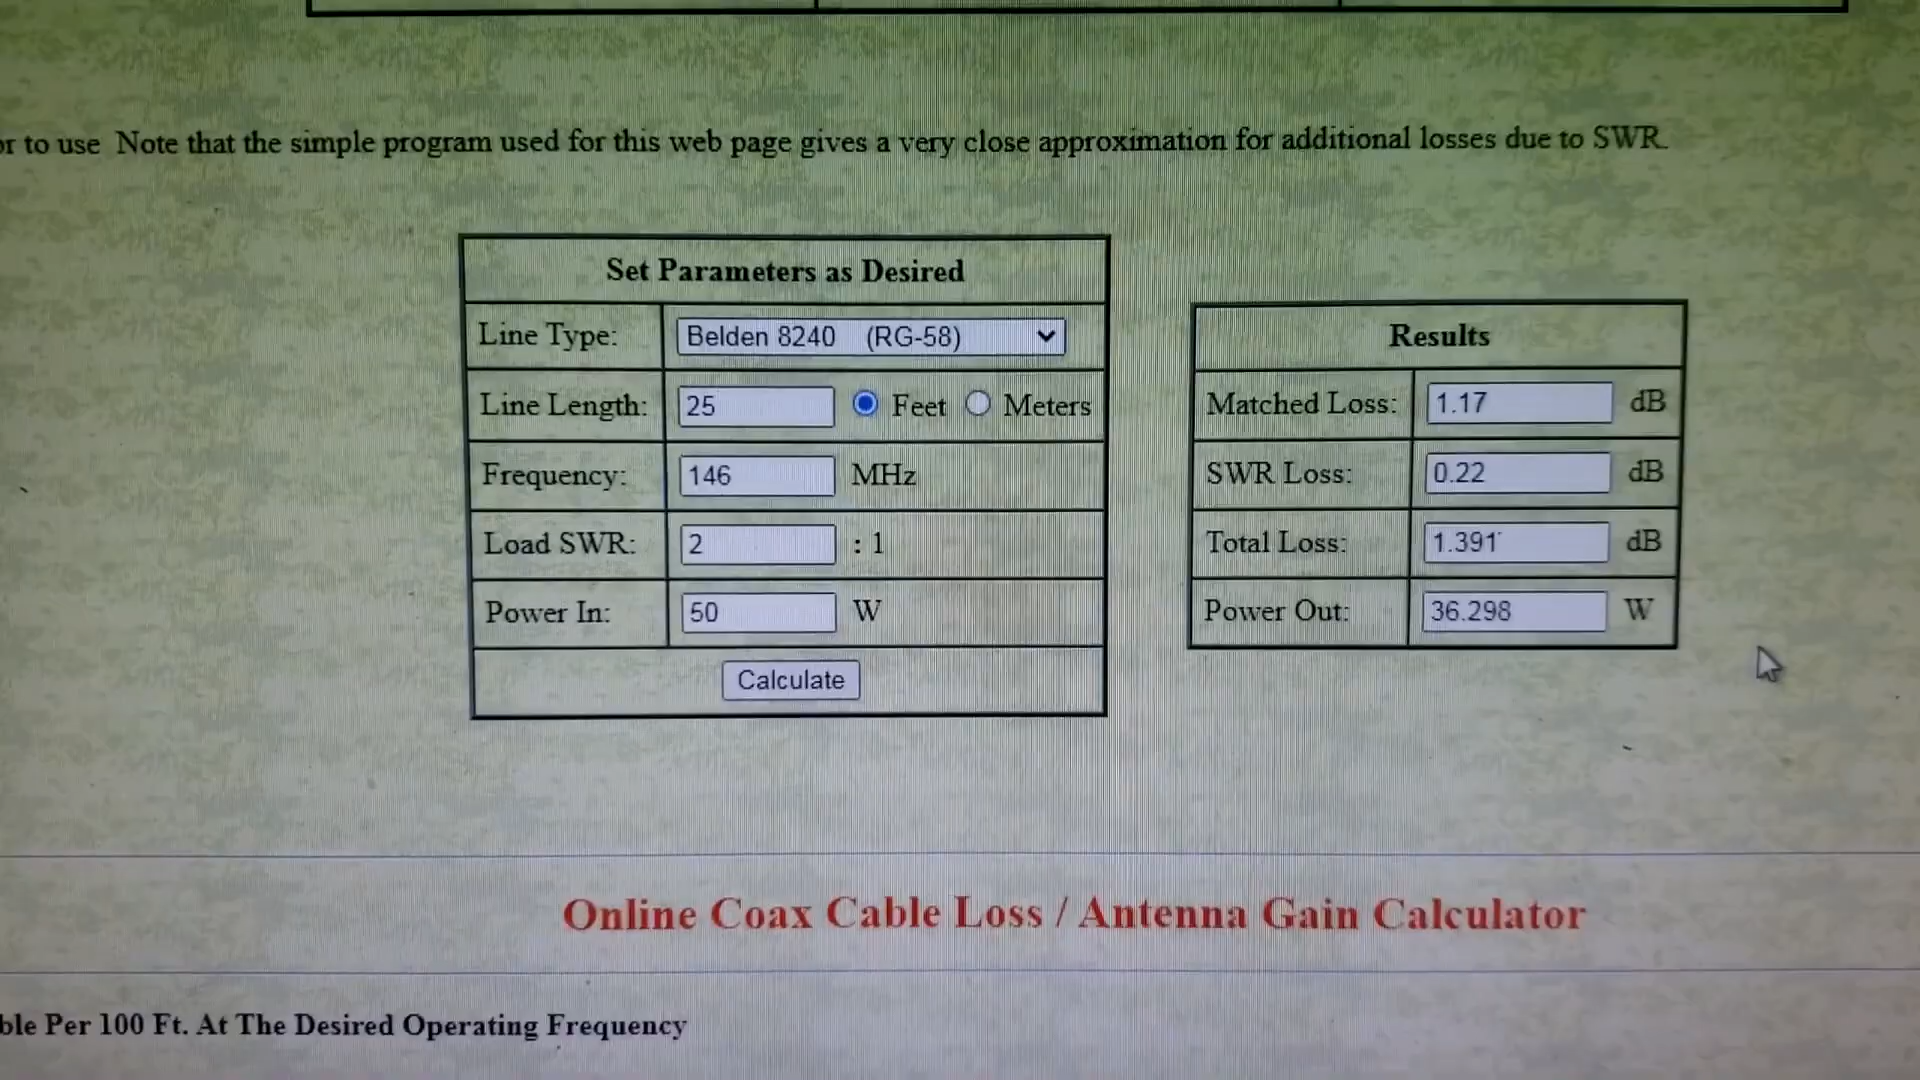 to use Note that the simple program used for this web page gives a very close approximation for additional losses due to SWR.
Set Parameters as Desired
Line Type: Belden 8240 (RG-58)
Line Length: 25 Feet Meters
Frequency: 146 MHz
Load SWR: 2 : 1
Power In: 50 W
Calculate
Results
Matched Loss: 1.17 dB
SWR Loss: 0.22 dB
Total Loss: 1.391 dB
Power Out: 36.298 W
Online Coax Cable Loss / Antenna Gain Calculator
Per 100 Ft. At The Desired Operating Frequency